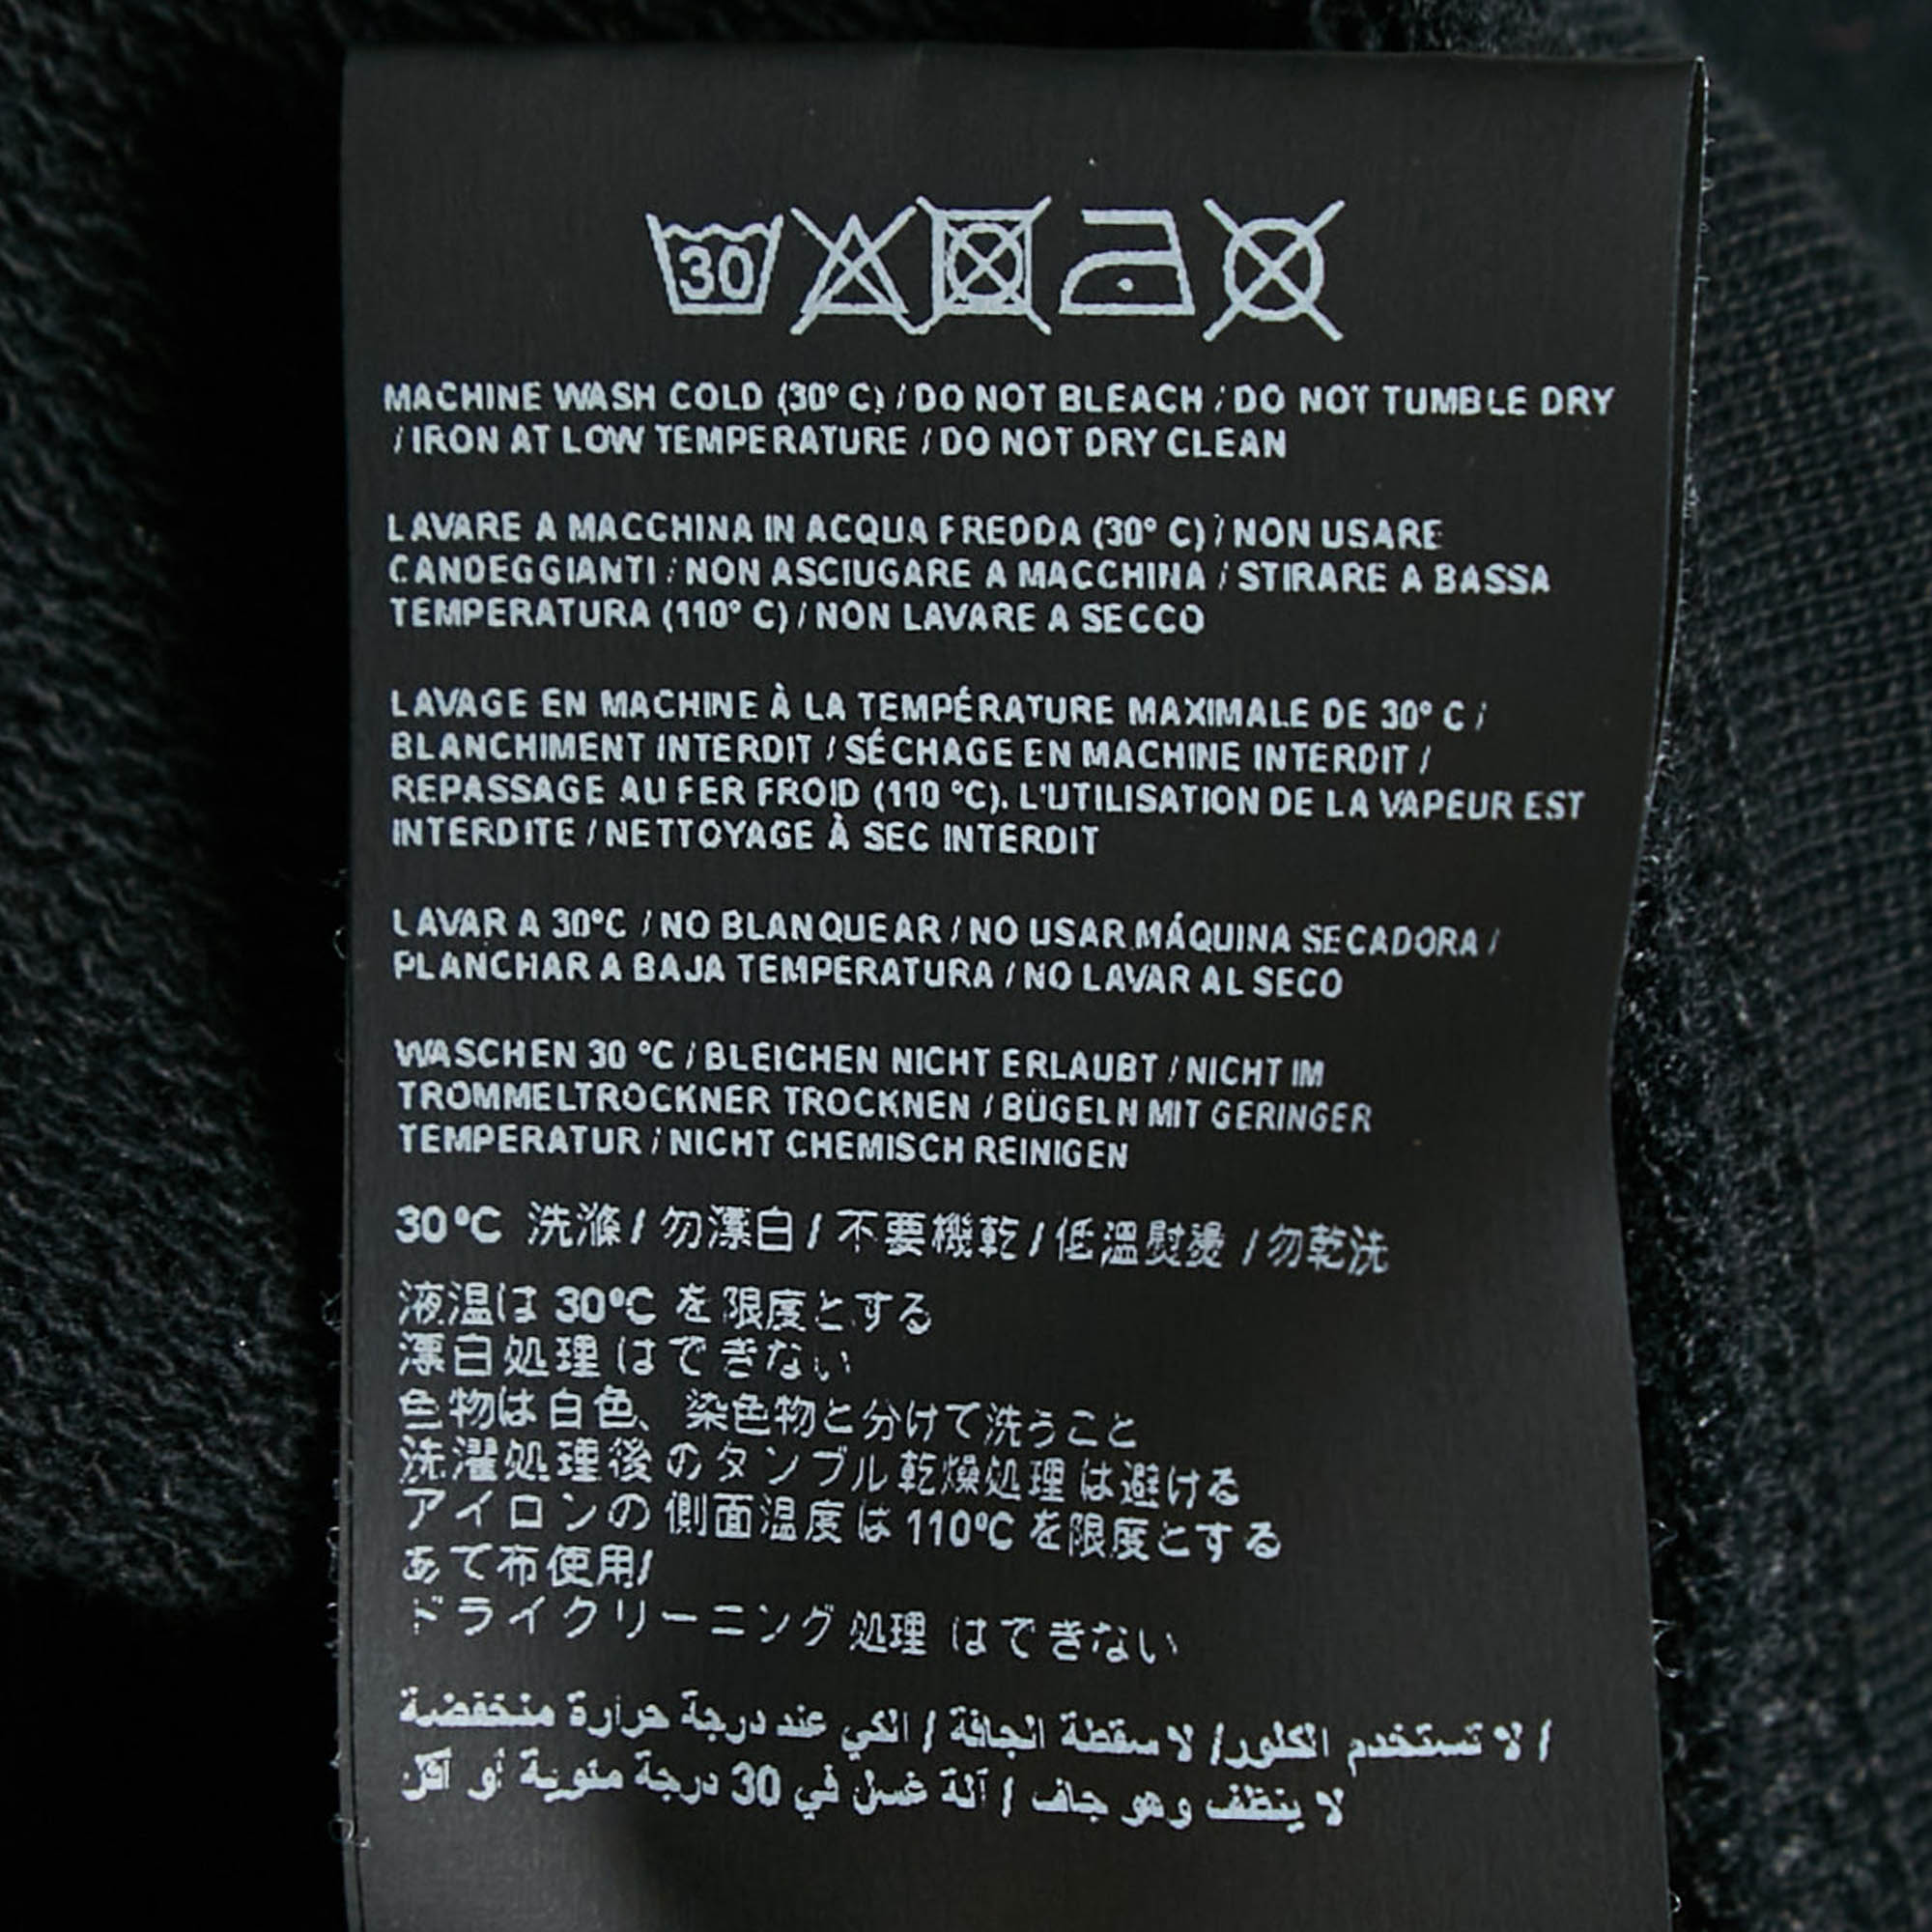 30
MACHINE WASH COLD (30° C) / DO NOT BLEACH / DO NOT TUMBLE DRY
/ IRON AT LOW TEMPERATURE / DO NOT DRY CLEAN
LAVARE A MACCHINA IN ACQUA FREDDA (30° C) / NON USARE
CANDEGGIANTI / NON ASCIUGARE A MACCHINA / STIRARE A BASSA
TEMPERATURA (110° C) / NON LAVARE A SECCO
LAVAGE EN MACHINE À LA TEMPÉRATURE MAXIMALE DE 30° C /
BLANCHIMENT INTERDIT / SÉCHAGE EN MACHINE INTERDIT /
REPASSAGE AU FER FROID (110 °C). L'UTILISATION DE LA VAPEUR EST
INTERDITE / NETTOYAGE À SEC INTERDIT
LAVAR A 30°C / NO BLANQUEAR / NO USAR MÁQUINA SECADORA /
PLANCHAR A BAJA TEMPERATURA / NO LAVAR AL SECO
WASCHEN 30 °C / BLEICHEN NICHT ERLAUBT / NICHT IM
TROMMELTROCKNER TROCKNEN / BÜGELN MIT GERINGER
TEMPERATUR / NICHT CHEMISCH REINIGEN
30°C 洗滌 / 勿漂白 / 不要機乾 / 低溫熨燙 / 勿乾洗
液温は 30°C を限度とする
漂白処理 はできない
色物は白色、染色物と分けて洗うこと
洗濯処理後のタンブル乾燥処理は避ける
アイロンの側面温度は 110°C を限度とする
あて布使用/
ドライクリーニング処理 はできない
/ لا تستخدم الكلور/ لا سقطة الجافة / الكي عند درجة حرارة منخفضة
لا ينظف وهو جاف / آلة غسل في 30 درجة مئوية أو أقل